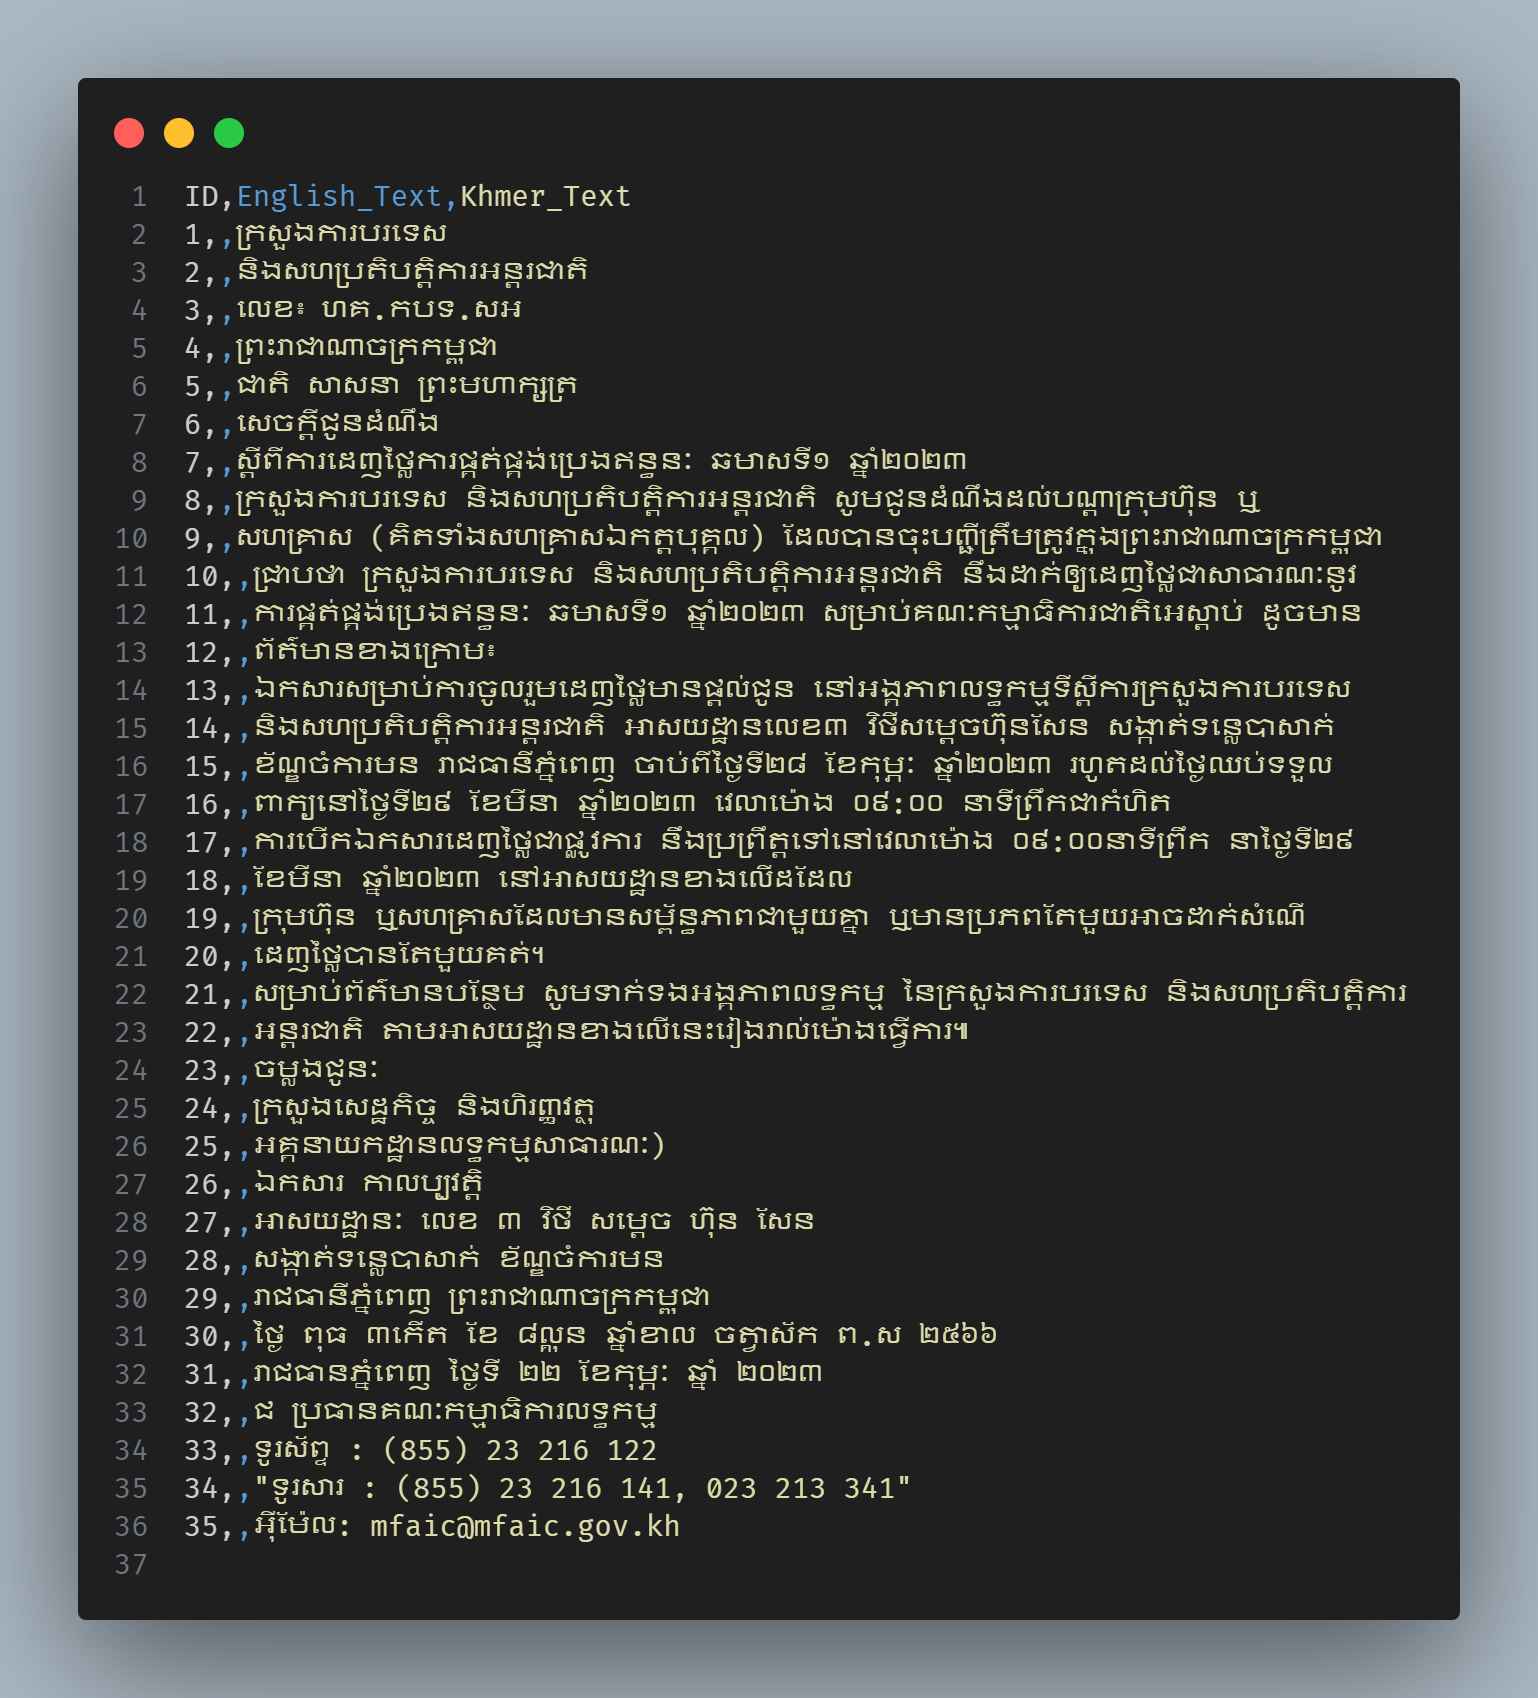 1 ID,English_Text,Khmer_Text
2 1,,ក្រសួងការបរទេស
3 2,,និងសហប្រតិបត្តិការអន្តរជាតិ
4 3,,លេខ៖ ហគ.កបទ.សអ
5 4,,ព្រះរាជាណាចក្រកម្ពុជា
6 5,,ជាតិ សាសនា ព្រះមហាក្សត្រ
7 6,,សេចក្តីជូនដំណឹង
8 7,,ស្តីពីការដេញថ្លៃការផ្គត់ផ្គង់ប្រេងឥន្ធនៈ ឆមាសទី១ ឆ្នាំ២០២៣
9 8,,ក្រសួងការបរទេស និងសហប្រតិបត្តិការអន្តរជាតិ សូមជូនដំណឹងដល់បណ្តាក្រុមហ៊ុន ឬ
10 9,,សហគ្រាស (គិតទាំងសហគ្រាសឯកត្តបុគ្គល) ដែលបានចុះបញ្ជីត្រឹមត្រូវក្នុងព្រះរាជាណាចក្រកម្ពុជា
11 10,,ជ្រាបថា ក្រសួងការបរទេស និងសហប្រតិបត្តិការអន្តរជាតិ នឹងដាក់ឲ្យដេញថ្លៃជាសាធារណៈនូវ
12 11,,ការផ្គត់ផ្គង់ប្រេងឥន្ធនៈ ឆមាសទី១ ឆ្នាំ២០២៣ សម្រាប់គណៈកម្មាធិការជាតិអេស្តាប់ ដូចមាន
13 12,,ព័ត៌មានខាងក្រោម៖
14 13,,ឯកសារសម្រាប់ការចូលរួមដេញថ្លៃមានផ្តល់ជូន នៅអង្គភាពលទ្ធកម្មទីស្តីការក្រសួងការបរទេស
15 14,,និងសហប្រតិបត្តិការអន្តរជាតិ អាសយដ្ឋានលេខ៣ វិថីសម្តេចហ៊ុនសែន សង្កាត់ទន្លេបាសាក់
16 15,,ខ័ណ្ឌចំការមន រាជធានីភ្នំពេញ ចាប់ពីថ្ងៃទី២៨ ខែកុម្ភៈ ឆ្នាំ២០២៣ រហូតដល់ថ្ងៃឈប់ទទួល
17 16,,ពាក្យនៅថ្ងៃទី២៩ ខែមីនា ឆ្នាំ២០២៣ វេលាម៉ោង ០៩:០០ នាទីព្រឹកជាកំហិត
18 17,,ការបើកឯកសារដេញថ្លៃជាផ្លូវការ នឹងប្រព្រឹត្តទៅនៅវេលាម៉ោង ០៩:០០នាទីព្រឹក នាថ្ងៃទី២៩
19 18,,ខែមីនា ឆ្នាំ២០២៣ នៅអាសយដ្ឋានខាងលើដដែល
20 19,,ក្រុមហ៊ុន ឬសហគ្រាសដែលមានសម្ព័ន្ធភាពជាមួយគ្នា ឬមានប្រភពតែមួយអាចដាក់សំណើ
21 20,,ដេញថ្លៃបានតែមួយគត់។
22 21,,សម្រាប់ព័ត៌មានបន្ថែម សូមទាក់ទងអង្គភាពលទ្ធកម្ម នៃក្រសួងការបរទេស និងសហប្រតិបត្តិការ
23 22,,អន្តរជាតិ តាមអាសយដ្ឋានខាងលើនេះរៀងរាល់ម៉ោងធ្វើការ៕
24 23,,ចម្លងជូនៈ
25 24,,ក្រសួងសេដ្ឋកិច្ច និងហិរញ្ញវត្ថុ
26 25,,អគ្គនាយកដ្ឋានលទ្ធកម្មសាធារណៈ)
27 26,,ឯកសារ កាលប្បវត្តិ
28 27,,អាសយដ្ឋានៈ លេខ ៣ វិថី សម្តេច ហ៊ុន សែន
29 28,,សង្កាត់ទន្លេបាសាក់ ខ័ណ្ឌចំការមន
30 29,,រាជធានីភ្នំពេញ ព្រះរាជាណាចក្រកម្ពុជា
31 30,,ថ្ងៃ ពុធ ៣កើត ខែ ៨ល្គុន ឆ្នាំខាល ចត្វាស័ក ព.ស ២៥៦៦
32 31,,រាជធានភ្នំពេញ ថ្ងៃទី ២២ ខែកុម្ភៈ ឆ្នាំ ២០២៣
33 32,,ជ ប្រធានគណៈកម្មាធិការលទ្ធកម្ម
34 33,,ទូរស័ព្ទ : (855) 23 216 122
35 34,,"ទូរសារ : (855) 23 216 141, 023 213 341"
36 35,,អ៊ីម៉ែល: mfaic@mfaic.gov.kh
37